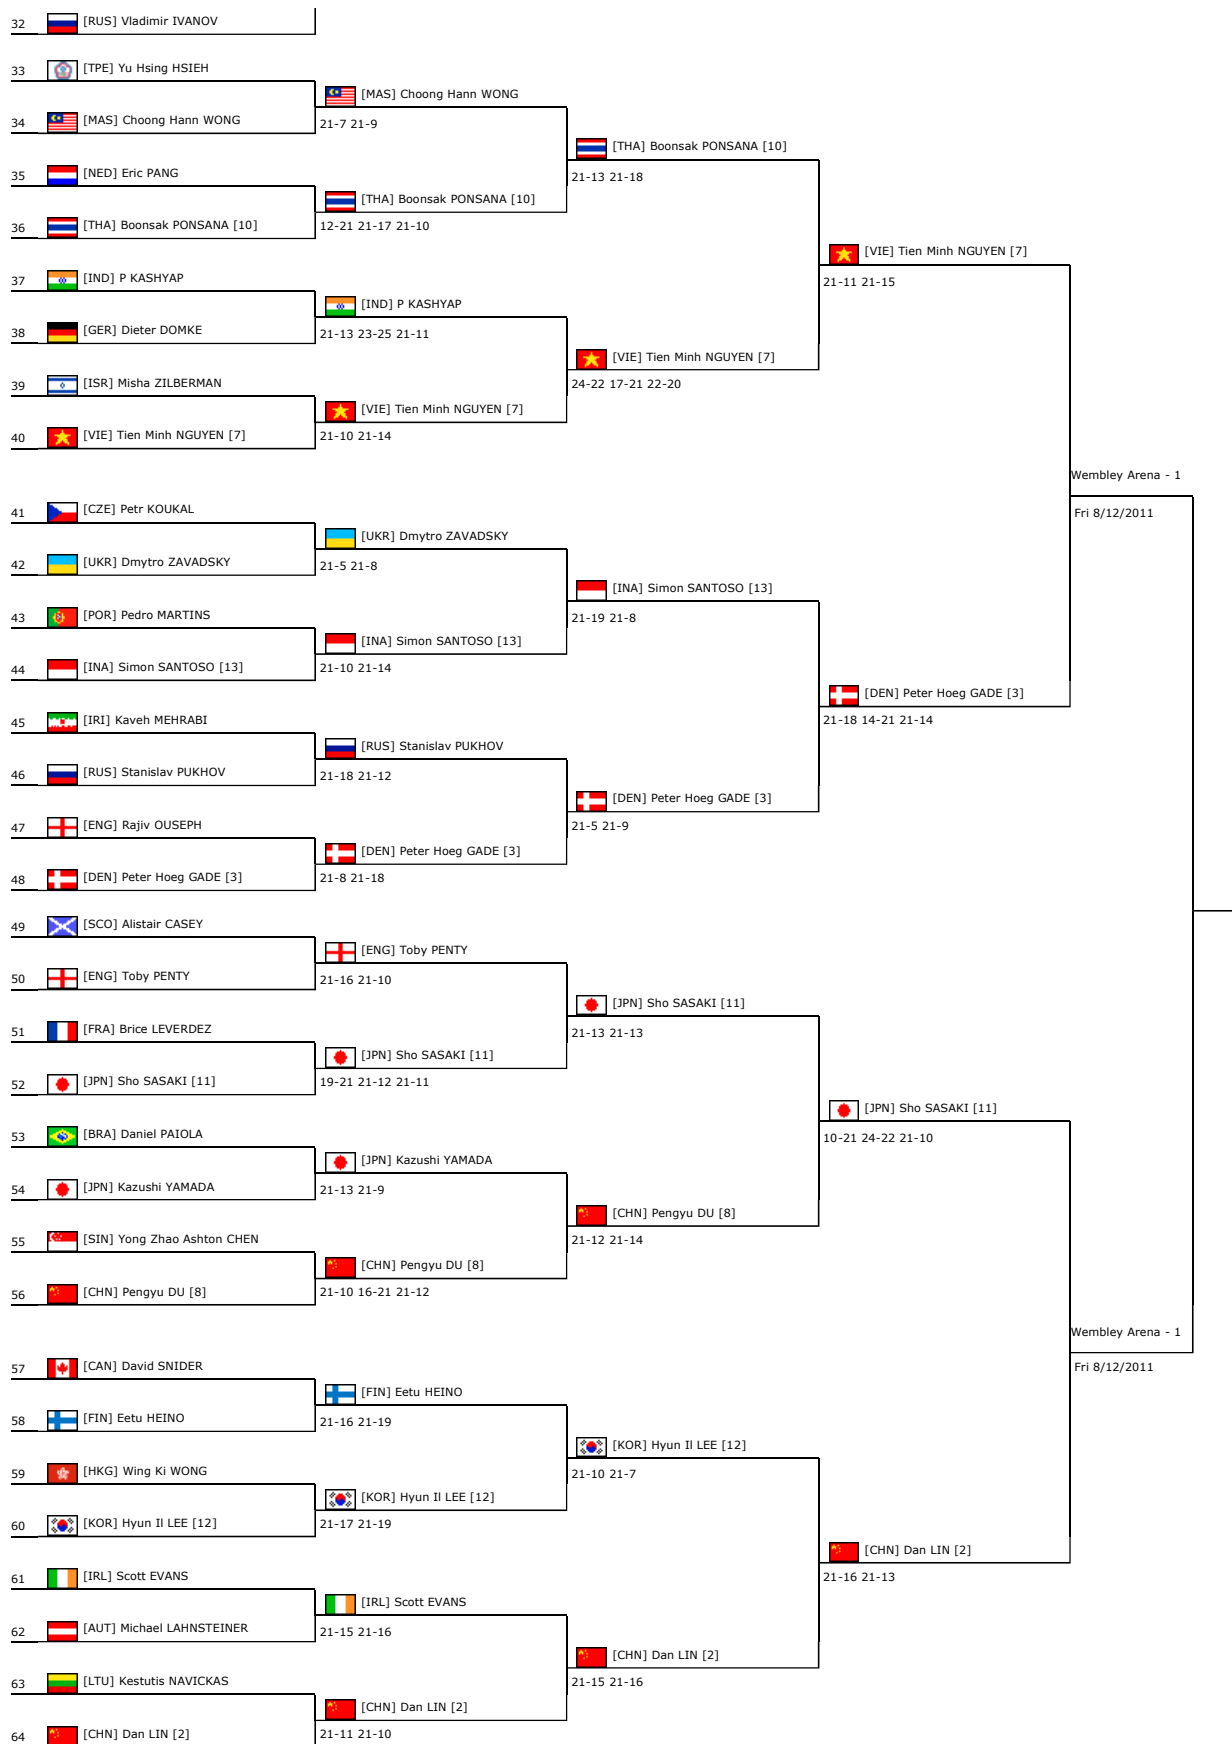 32 [RUS] Vladimir IVANOV
33 [TPE] Yu Hsing HSIEH
[MAS] Choong Hann WONG
34 [MAS] Choong Hann WONG
21-7 21-9
[THA] Boonsak PONSANA [10]
35 [NED] Eric PANG
21-13 21-18
[THA] Boonsak PONSANA [10]
36 [THA] Boonsak PONSANA [10]
12-21 21-17 21-10
[VIE] Tien Minh NGUYEN [7]
37 [IND] P KASHYAP
21-11 21-15
[IND] P KASHYAP
38 [GER] Dieter DOMKE
21-13 23-25 21-11
[VIE] Tien Minh NGUYEN [7]
39 [ISR] Misha ZILBERMAN
24-22 17-21 22-20
[VIE] Tien Minh NGUYEN [7]
40 [VIE] Tien Minh NGUYEN [7]
21-10 21-14
Wembley Arena - 1
41 [CZE] Petr KOUKAL
Fri 8/12/2011
[UKR] Dmytro ZAVADSKY
42 [UKR] Dmytro ZAVADSKY
21-5 21-8
[INA] Simon SANTOSO [13]
43 [POR] Pedro MARTINS
21-19 21-8
[INA] Simon SANTOSO [13]
44 [INA] Simon SANTOSO [13]
21-10 21-14
[DEN] Peter Hoeg GADE [3]
45 [IRI] Kaveh MEHRABI
21-18 14-21 21-14
[RUS] Stanislav PUKHOV
46 [RUS] Stanislav PUKHOV
21-18 21-12
[DEN] Peter Hoeg GADE [3]
47 [ENG] Rajiv OUSEPH
21-5 21-9
[DEN] Peter Hoeg GADE [3]
48 [DEN] Peter Hoeg GADE [3]
21-8 21-18
49 [SCO] Alistair CASEY
[ENG] Toby PENTY
50 [ENG] Toby PENTY
21-16 21-10
[JPN] Sho SASAKI [11]
51 [FRA] Brice LEVERDEZ
21-13 21-13
[JPN] Sho SASAKI [11]
52 [JPN] Sho SASAKI [11]
19-21 21-12 21-11
[JPN] Sho SASAKI [11]
53 [BRA] Daniel PAIOLA
10-21 24-22 21-10
[JPN] Kazushi YAMADA
54 [JPN] Kazushi YAMADA
21-13 21-9
[CHN] Pengyu DU [8]
55 [SIN] Yong Zhao Ashton CHEN
21-12 21-14
[CHN] Pengyu DU [8]
56 [CHN] Pengyu DU [8]
21-10 16-21 21-12
Wembley Arena - 1
57 [CAN] David SNIDER
Fri 8/12/2011
[FIN] Eetu HEINO
58 [FIN] Eetu HEINO
21-16 21-19
[KOR] Hyun Il LEE [12]
59 [HKG] Wing Ki WONG
21-10 21-7
[KOR] Hyun Il LEE [12]
60 [KOR] Hyun Il LEE [12]
21-17 21-19
[CHN] Dan LIN [2]
61 [IRL] Scott EVANS
21-16 21-13
[IRL] Scott EVANS
62 [AUT] Michael LAHNSTEINER
21-15 21-16
[CHN] Dan LIN [2]
63 [LTU] Kestutis NAVICKAS
21-15 21-16
[CHN] Dan LIN [2]
64 [CHN] Dan LIN [2]
21-11 21-10